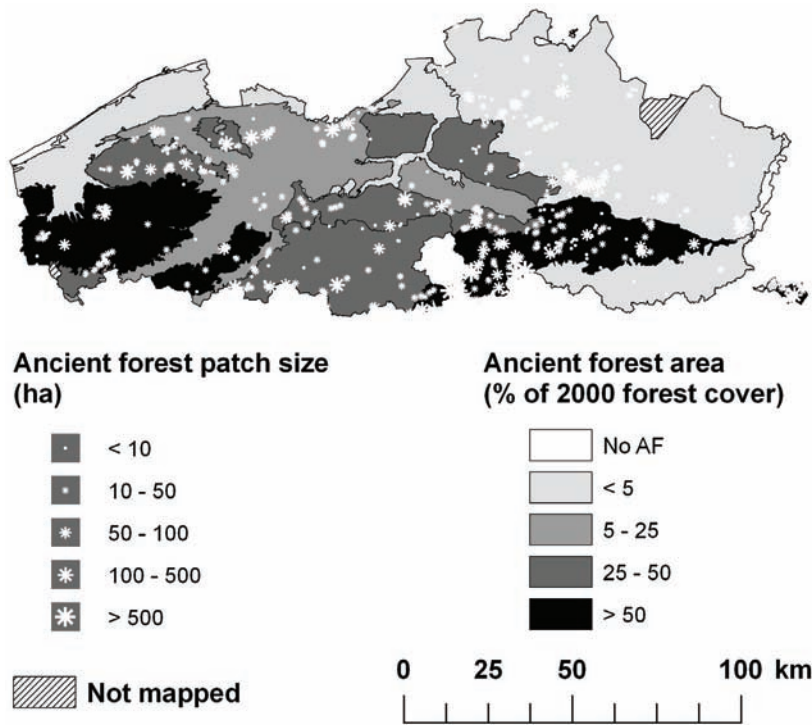 Ancient forest patch size
(ha)
< 10
10 - 50
50 - 100
100 - 500
> 500
Not mapped
Ancient forest area
(% of 2000 forest cover)
No AF
< 5
5 - 25
25 - 50
> 50
0 25 50 100 km